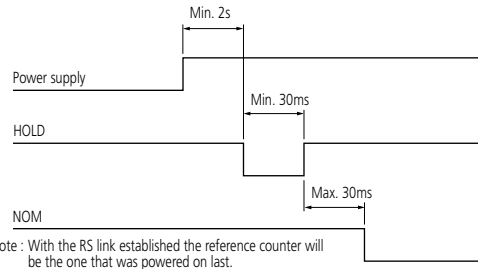 Min. 2s
Power supply
Min. 30ms
HOLD
Max. 30ms
NOM
ote : With the RS link established the reference counter will
be the one that was powered on last.